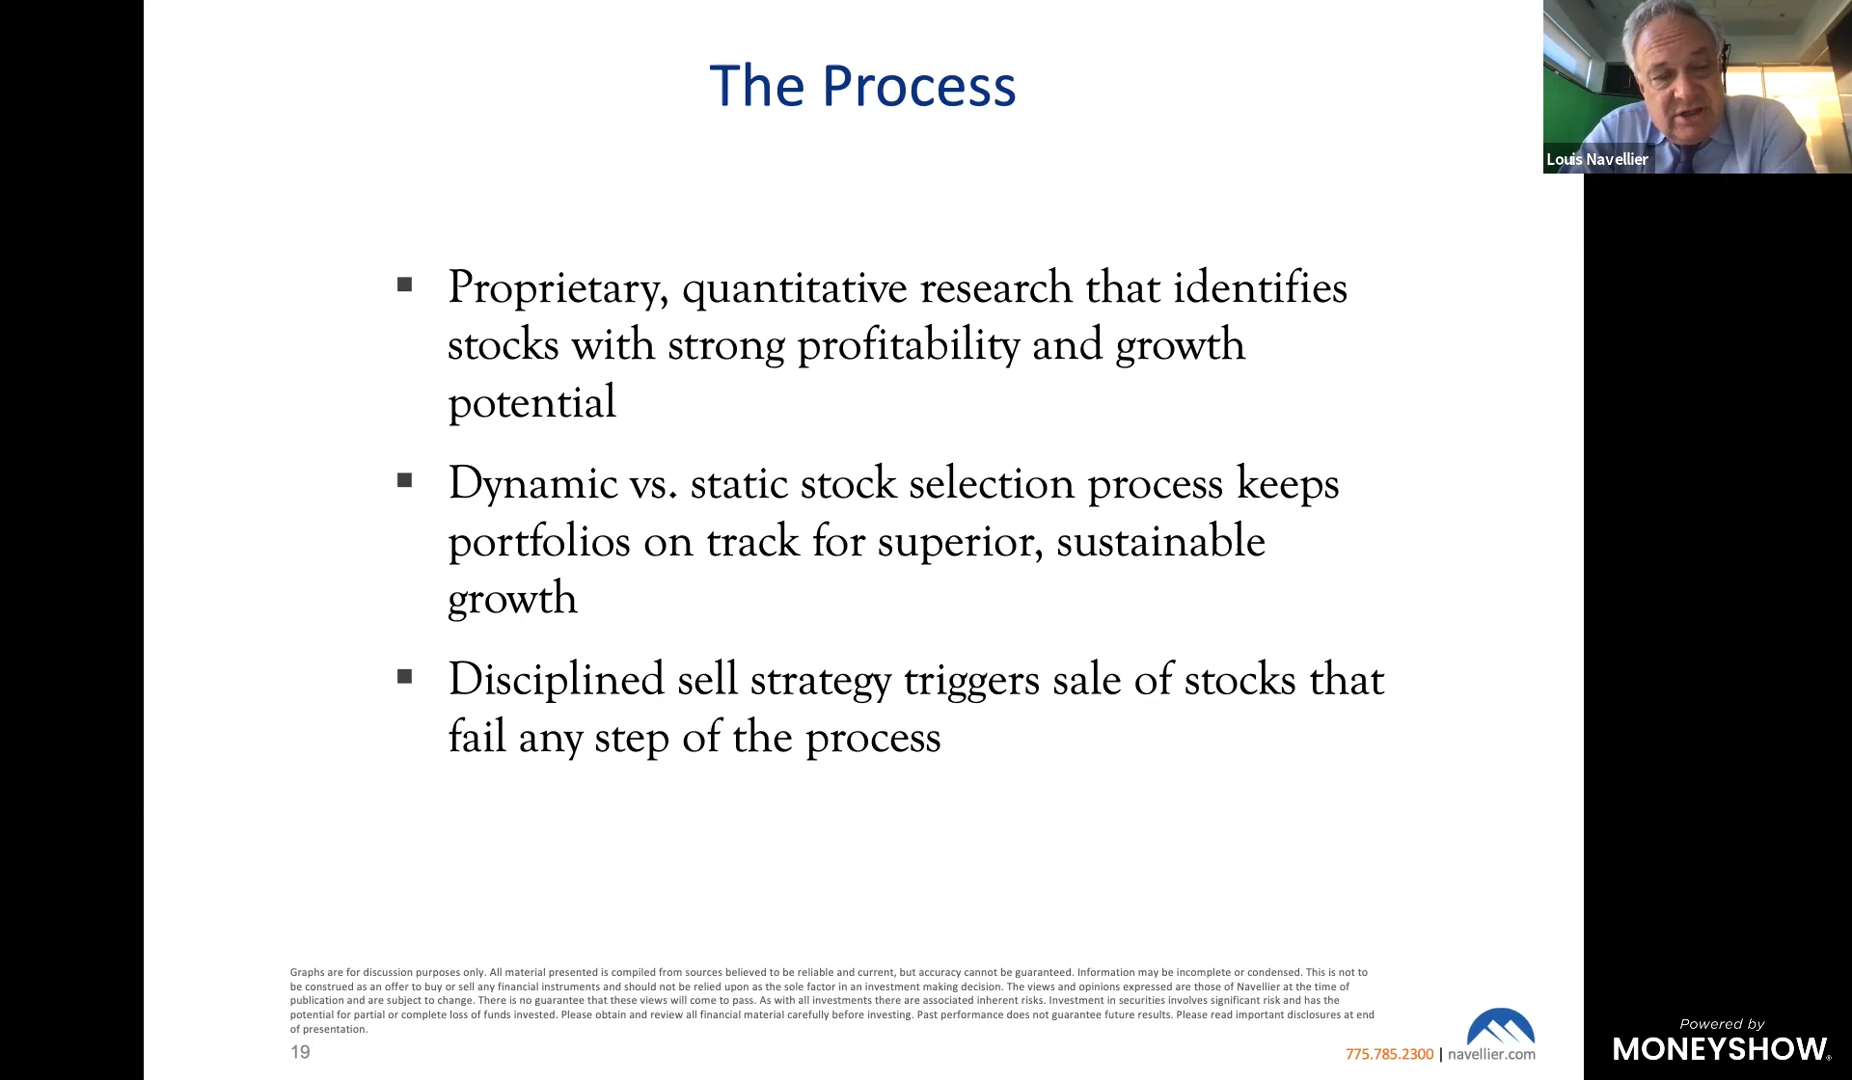 The Process
Louis Navellier
▪ Proprietary, quantitative research that identifies
stocks with strong profitability and growth
potential
▪ Dynamic vs. static stock selection process keeps
portfolios on track for superior, sustainable
growth
▪ Disciplined sell strategy triggers sale of stocks that
fail any step of the process
Graphs are for discussion purposes only. All material presented is compiled from sources believed to be reliable and current, but accuracy cannot be guaranteed. Information may be incomplete or condensed. This is not to
be construed as an offer to buy or sell any financial instruments and should not be relied upon as the sole factor in an investment making decision. The views and opinions expressed are those of Navellier at the time of
publication and are subject to change. There is no guarantee that these views will come to pass. As with all investments there are associated inherent risks. Investment in securities involves significant risk and has the
potential for partial or complete loss of funds invested. Please obtain and review all financial material carefully before investing. Past performance does not guarantee future results. Please read important disclosures at end
of presentation.
19
775.785.2300 | navellier.com
Powered by
MONEYSHOW®